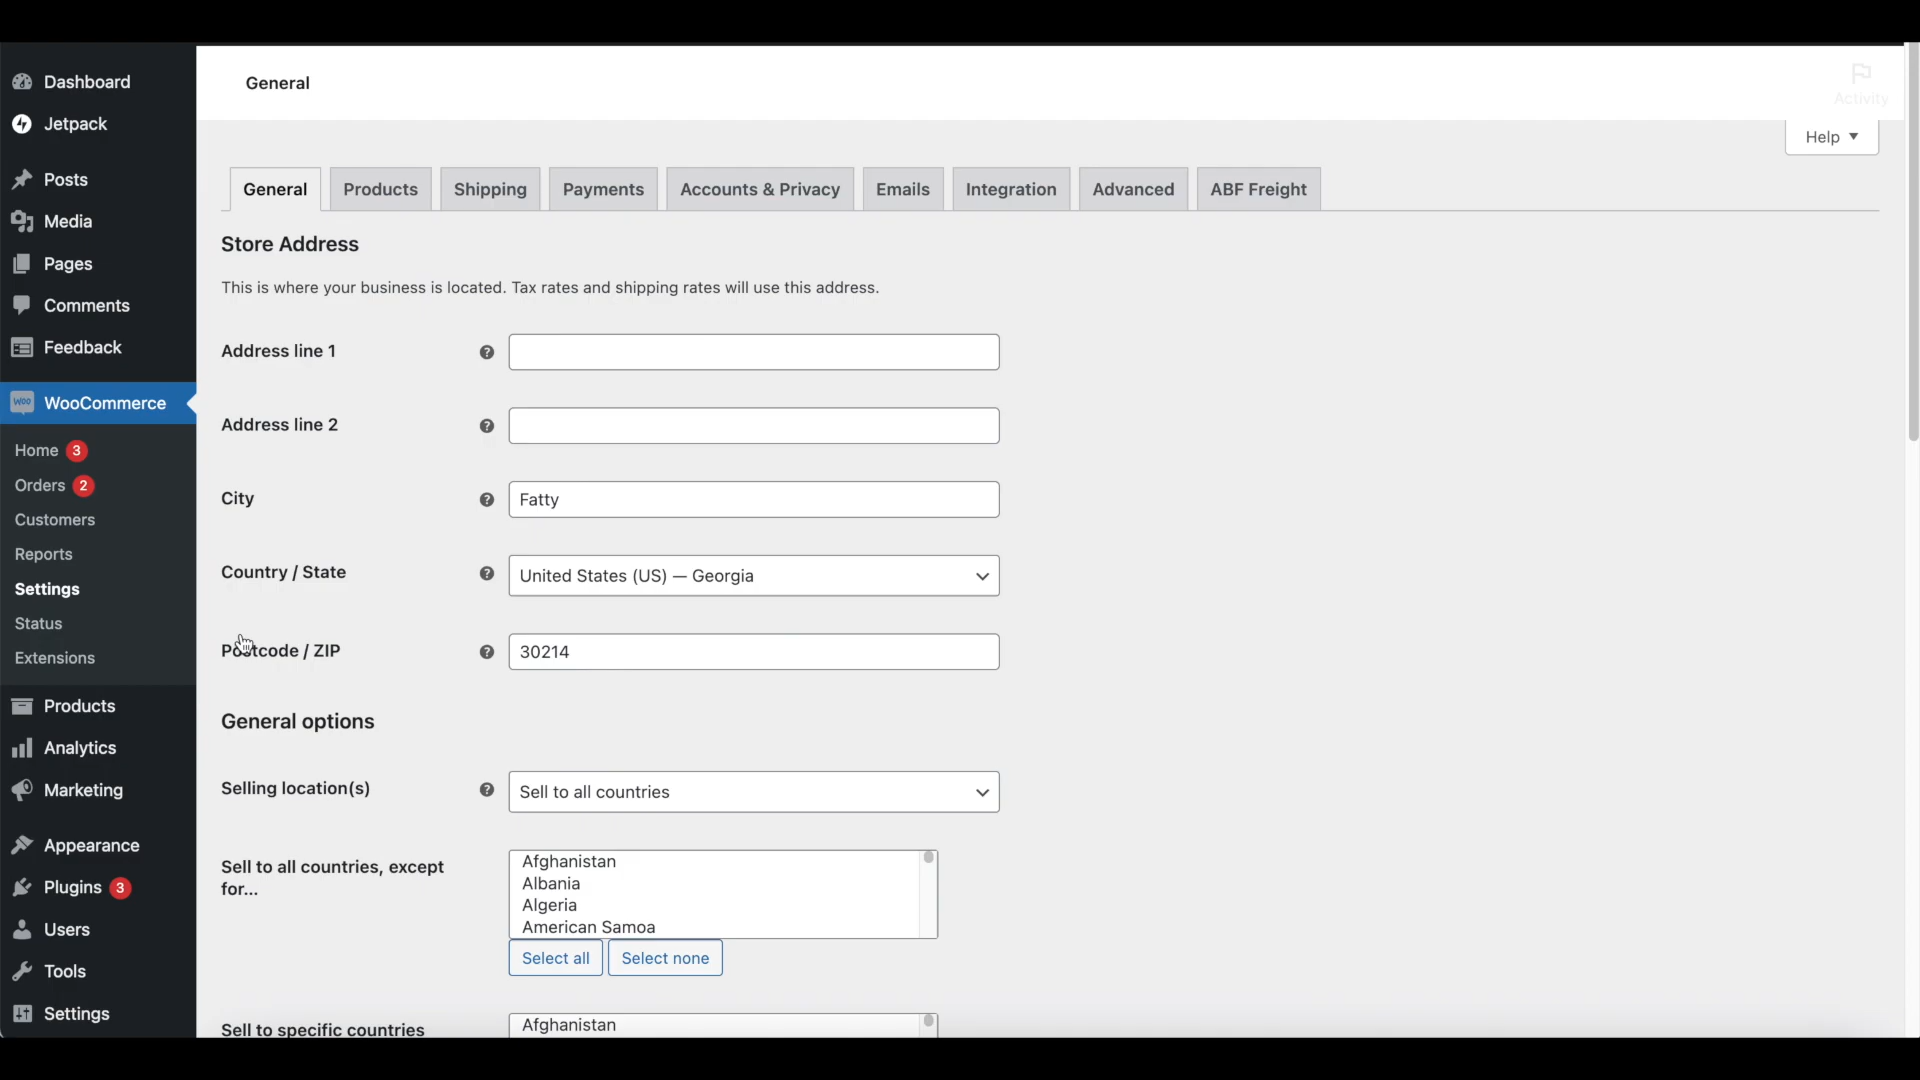 Dashboard
Jetpack
Posts
Media
Pages
Comments
Feedback
WOO WooCommerce
Home 3
Orders 2
Customers
Reports
Settings
Status
Extensions
Products
Analytics
Marketing
Appearance
Plugins 3
Users
Tools
Settings
General
Activity
Help
General Products Shipping Payments Accounts & Privacy Emails Integration Advanced ABF Freight
Store Address
This is where your business is located. Tax rates and shipping rates will use this address.
Address line 1 ?
Address line 2 ?
City ? Fatty
Country / State ? United States (US) — Georgia
Postcode / ZIP ? 30214
General options
Selling location(s) ? Sell to all countries
Sell to all countries, except
for...
Afghanistan
Albania
Algeria
American Samoa
Select all Select none
Sell to specific countries Afghanistan